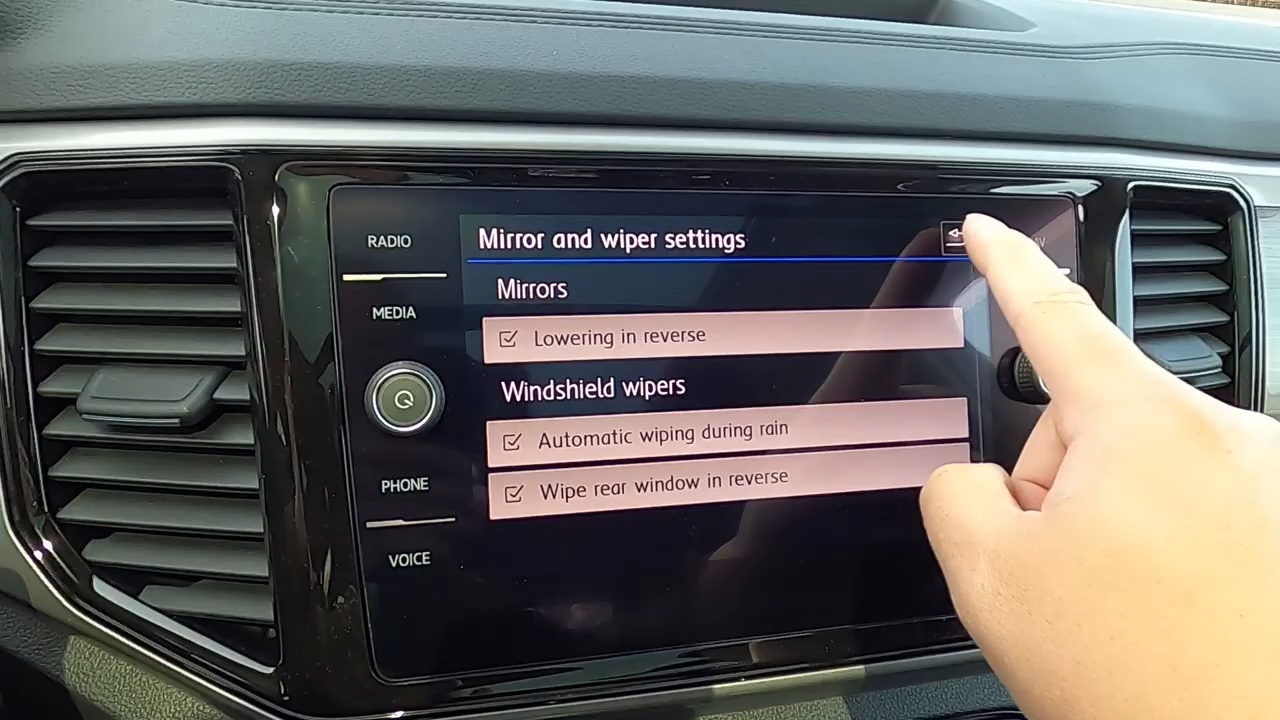 RADIO
MEDIA
PHONE
VOICE
Mirror and wiper settings
Mirrors
Lowering in reverse
Windshield wipers
Automatic wiping during rain
Wipe rear window in reverse